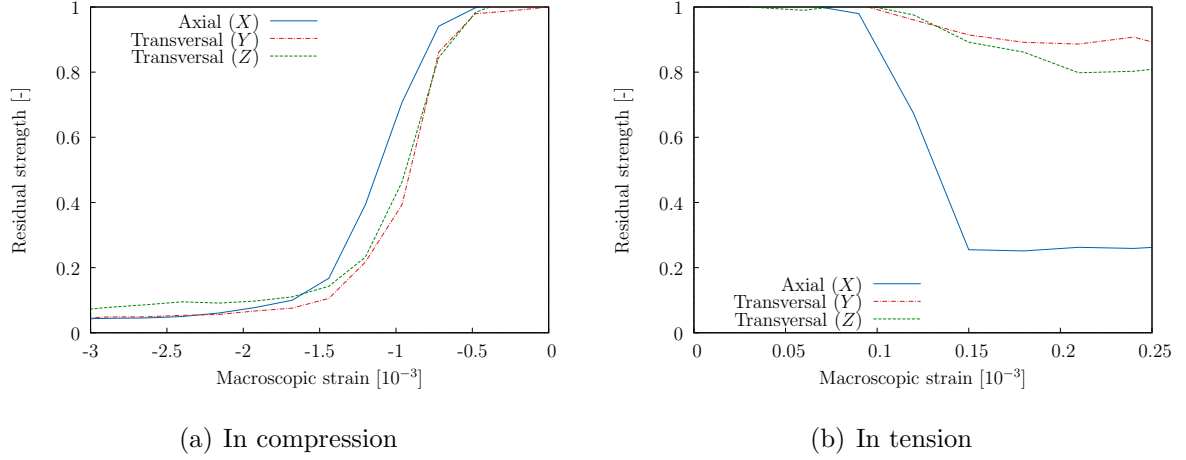 Residual strength [-]
1
0.8
0.6
0.4
0.2
0
Axial (X)
Transversal (Y)
Transversal (Z)
-3
-2.5
-2
-1.5
-1
-0.5
0
Macroscopic strain [10⁻³]
(a) In compression
Residual strength [-]
1
0.8
0.6
0.4
0.2
0
Axial (X)
Transversal (Y)
Transversal (Z)
0
0.05
0.1
0.15
0.2
0.25
Macroscopic strain [10⁻³]
(b) In tension